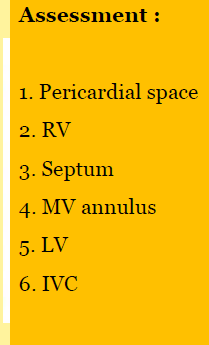 Assessment :
1. Pericardial space
2. RV
3. Septum
4. MV annulus
5. LV
6. IVC